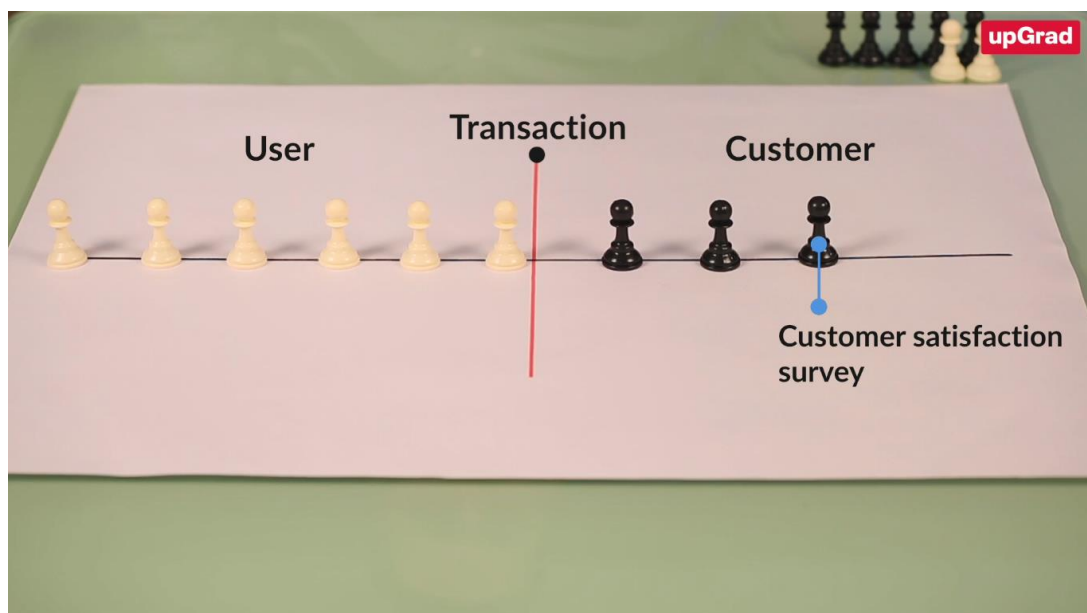 upGrad
Transaction
User
Customer
Customer satisfaction
survey